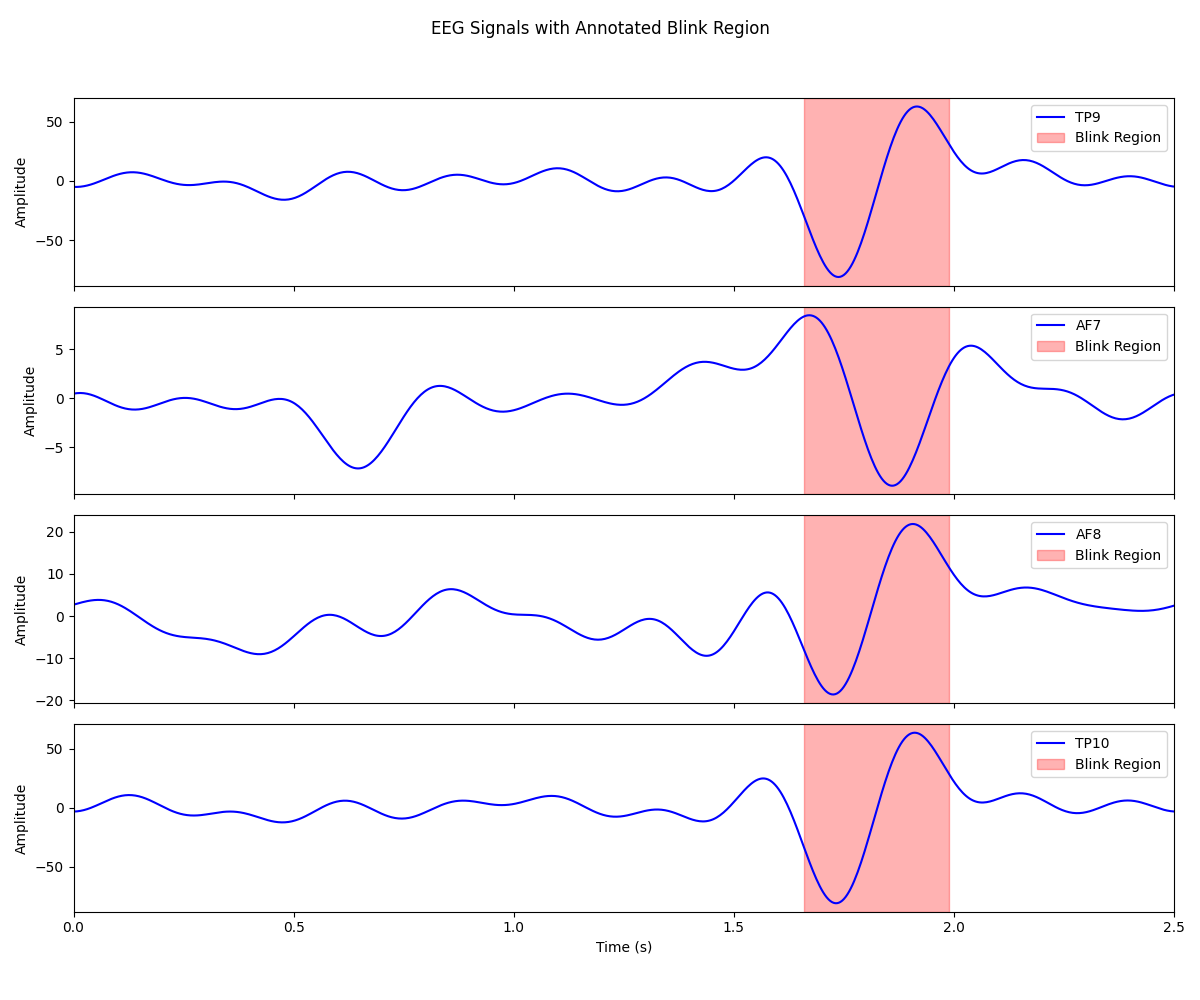 EEG Signals with Annotated Blink Region
50
0
−50
Amplitude
TP9
Blink Region
5
0
−5
Amplitude
AF7
Blink Region
20
10
0
−10
−20
Amplitude
AF8
Blink Region
50
0
−50
Amplitude
TP10
Blink Region
0.0 0.5 1.0 1.5 2.0 2.5
Time (s)